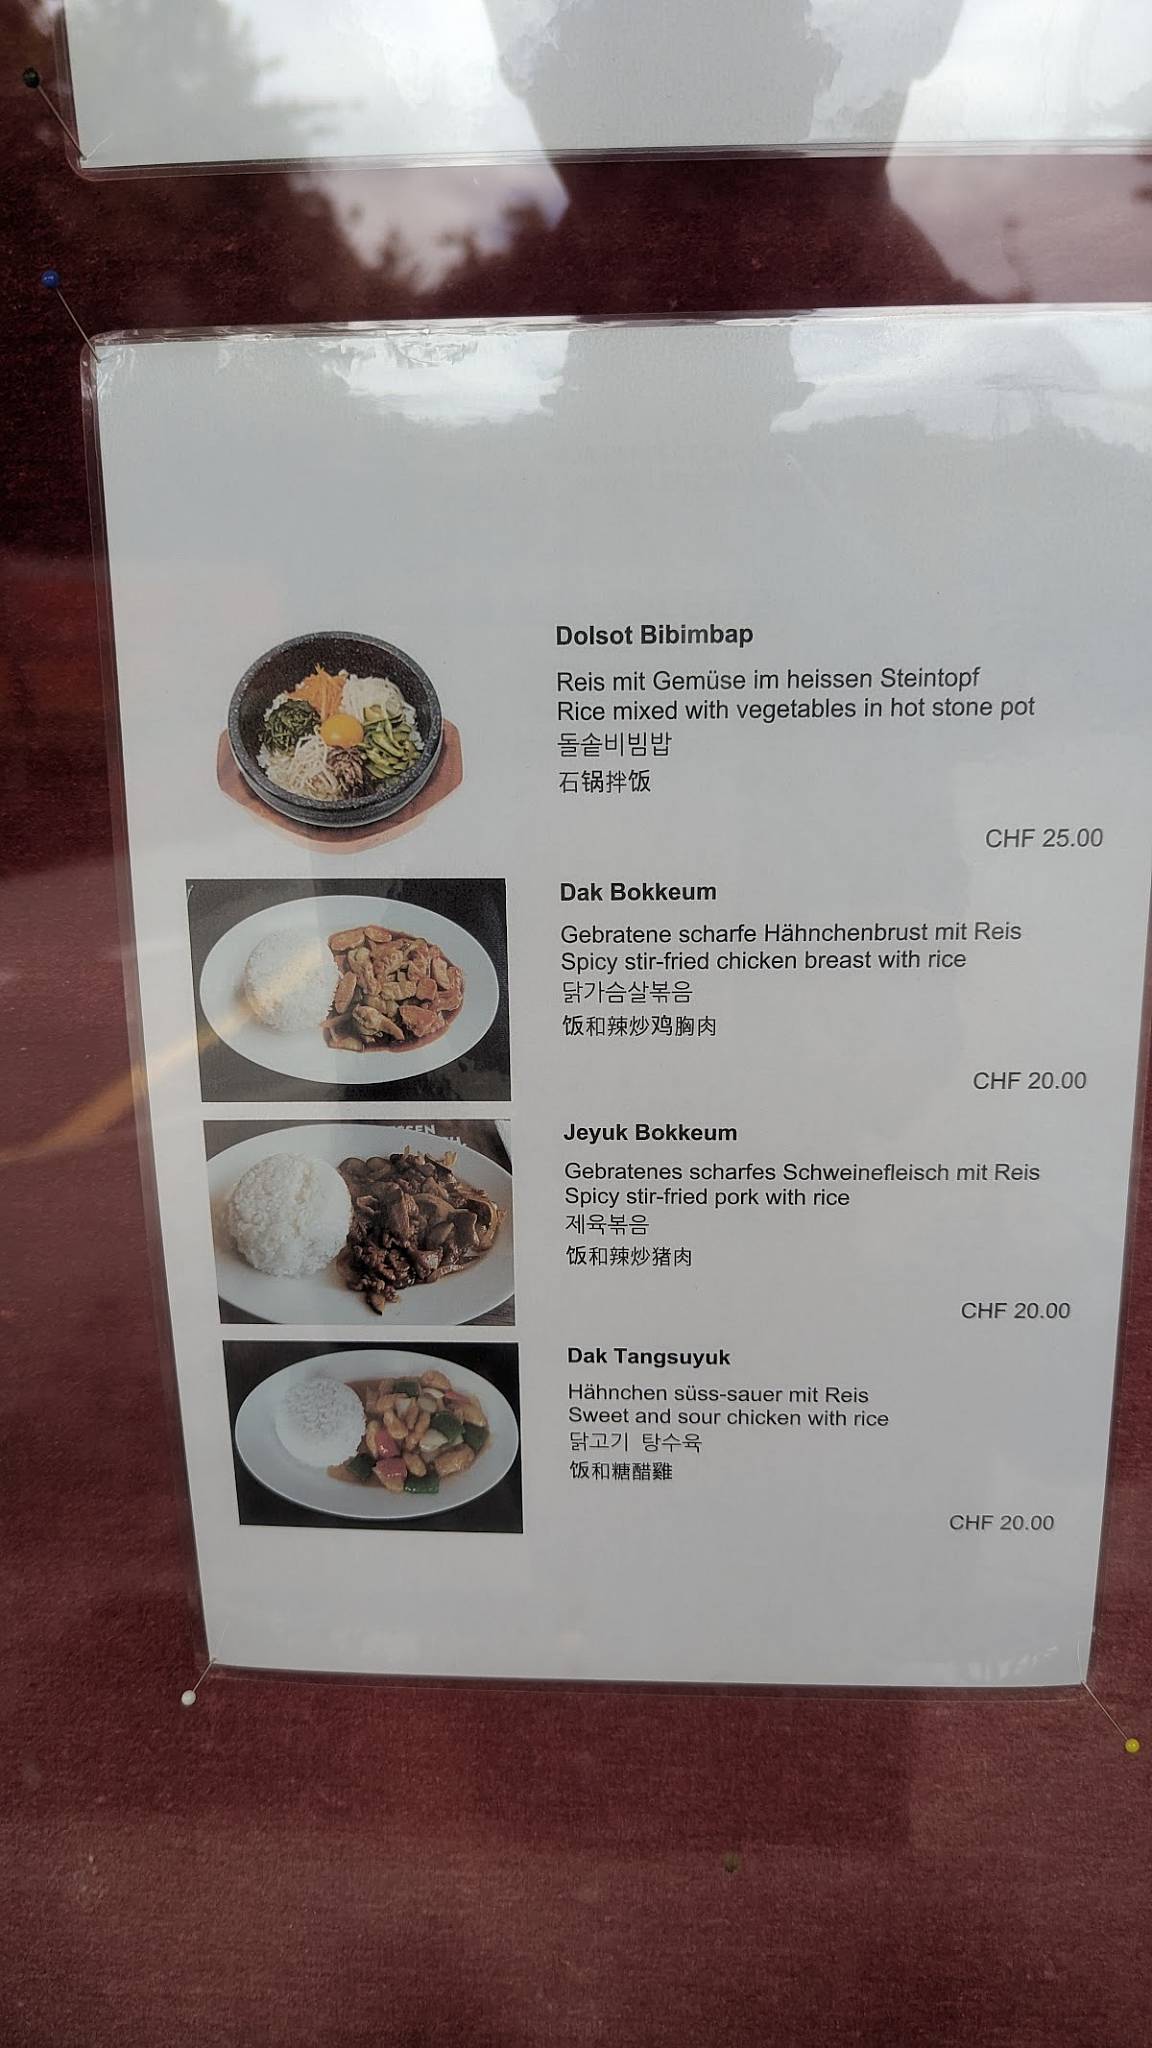 Dolsot Bibimbap
Reis mit Gemüse im heissen Steintopf
Rice mixed with vegetables in hot stone pot
돌솥비빔밥
石锅拌饭
CHF 25.00
Dak Bokkeum
Gebratene scharfe Hähnchenbrust mit Reis
Spicy stir-fried chicken breast with rice
닭가슴살볶음
饭和辣炒鸡胸肉
CHF 20.00
Jeyuk Bokkeum
Gebratenes scharfes Schweinefleisch mit Reis
Spicy stir-fried pork with rice
제육볶음
饭和辣炒猪肉
CHF 20.00
Dak Tangsuyuk
Hähnchen süss-sauer mit Reis
Sweet and sour chicken with rice
닭고기 탕수육
饭和糖醋雞
CHF 20.00